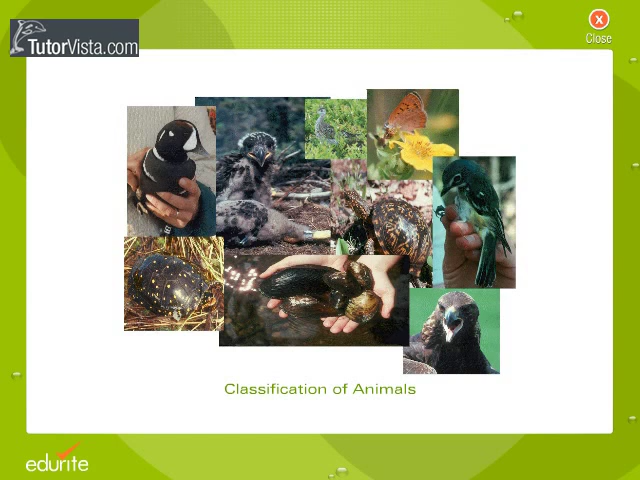 TutorVista.com
x
Close
Classification of Animals
edurite